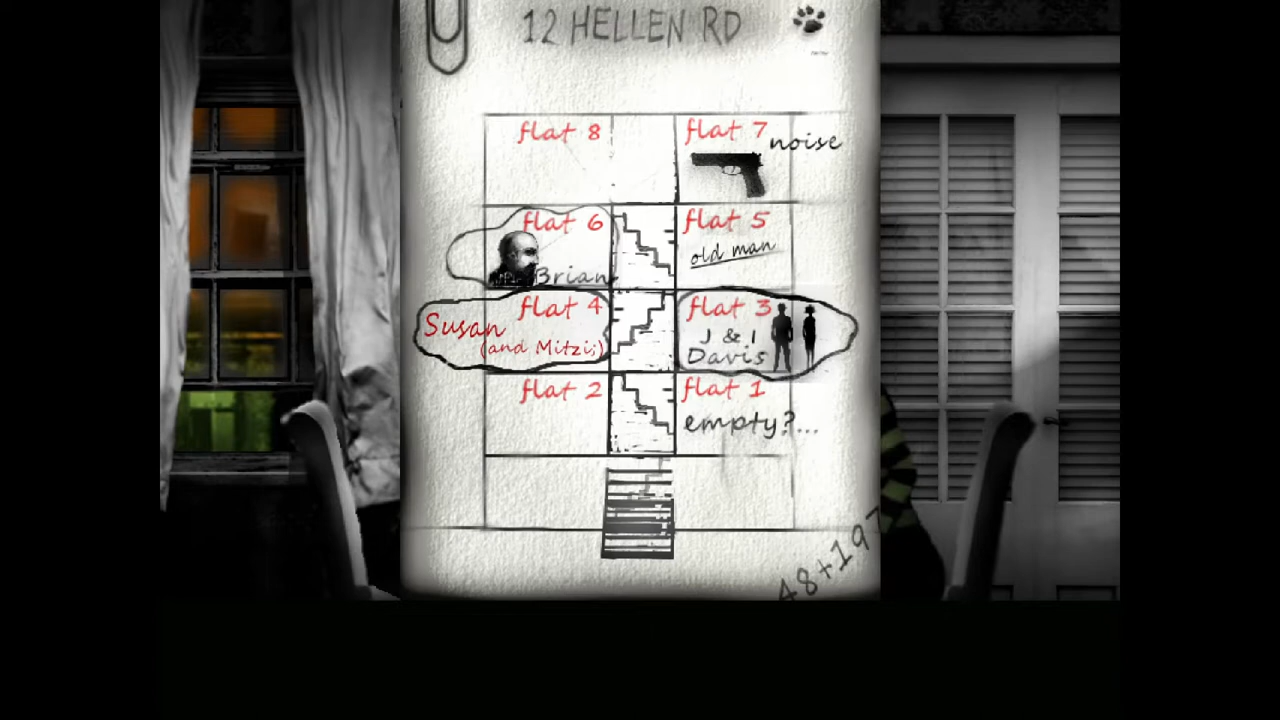 12 HELLEN RD
flat 8
flat 7
noise
flat 6
flat 5
Brian
old man
flat 4
flat 3
Susan
(and Mitzi;)
J & I
Davis
flat 2
flat 1
empty?...
48+197